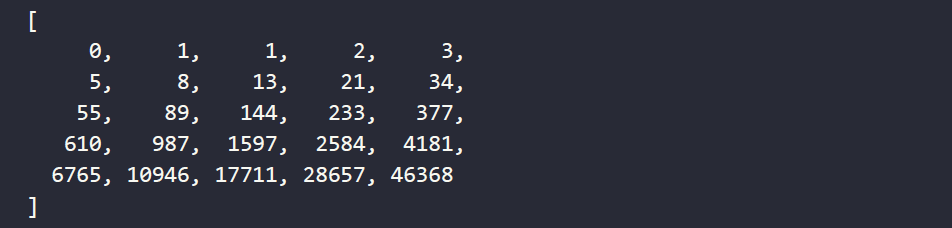 [
0, 1, 1, 2, 3,
5, 8, 13, 21, 34,
55, 89, 144, 233, 377,
610, 987, 1597, 2584, 4181,
6765, 10946, 17711, 28657, 46368
]